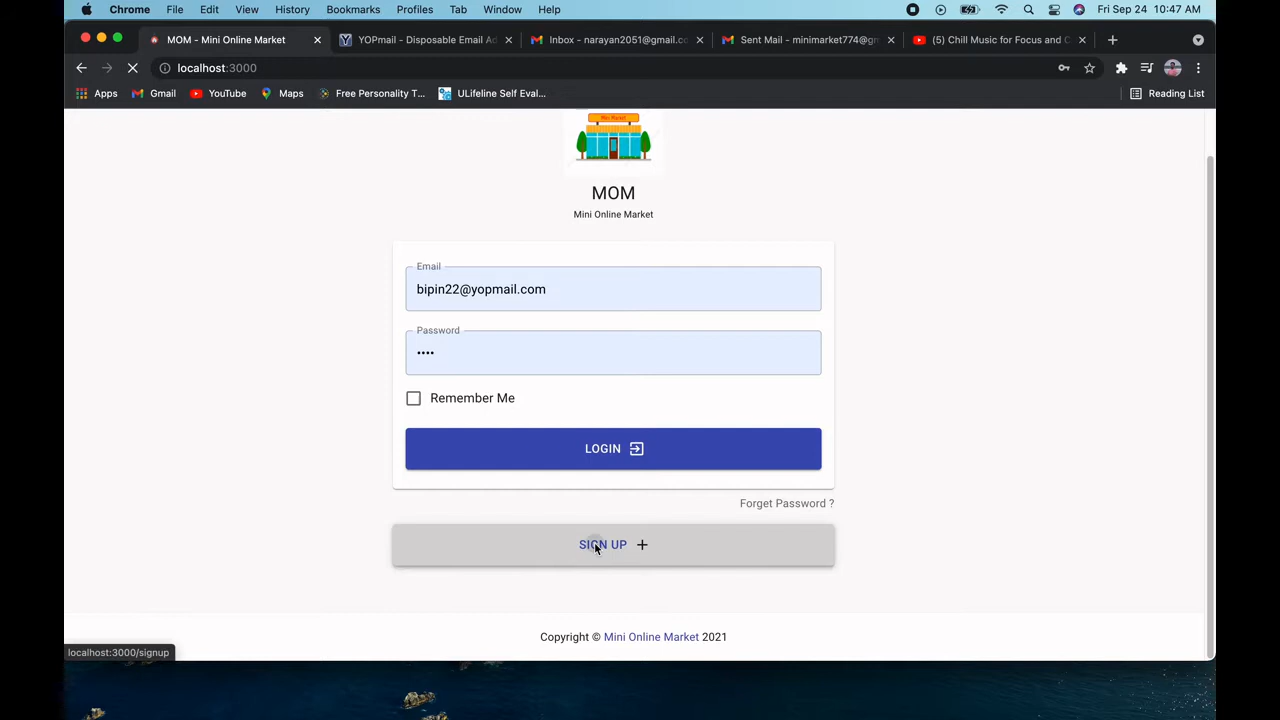 Chrome File Edit View History Bookmarks Profiles Tab Window Help Fri Sep 24 10:47 AM
MOM - Mini Online Market YOPmail - Disposable Email Ad Inbox - narayan2051@gmail.co Sent Mail - minimarket774@gm (5) Chill Music for Focus and C
localhost:3000
Apps Gmail YouTube Maps Free Personality T... ULifeline Self Eval... Reading List
Mini Market
MOM
Mini Online Market
Email
bipin22@yopmail.com
Password
••••
Remember Me
LOGIN
Forget Password ?
SIGN UP +
Copyright © Mini Online Market 2021
localhost:3000/signup